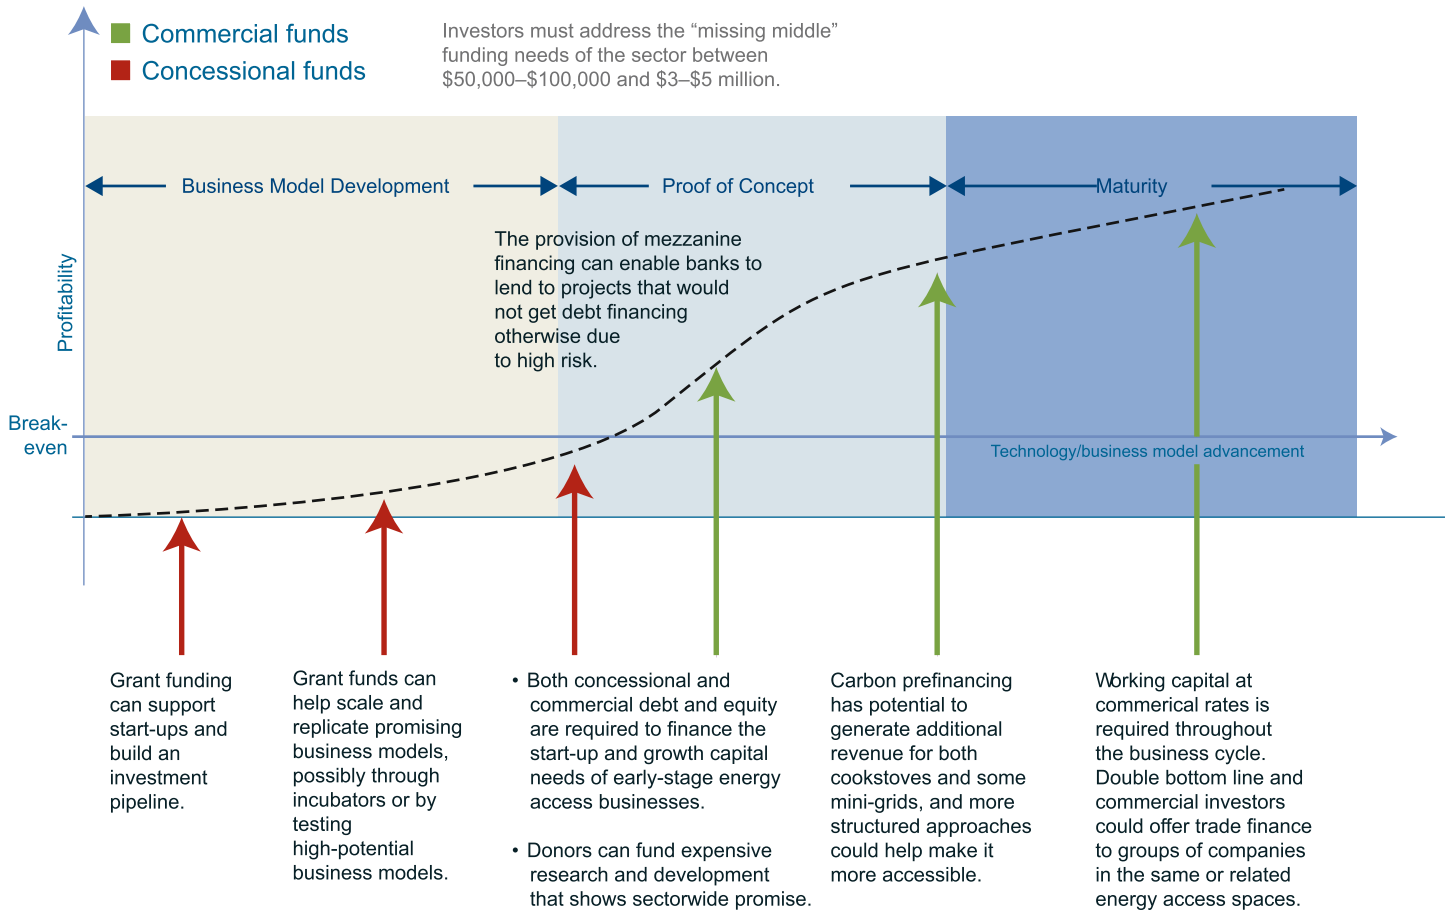 Commercial funds
Concessional funds
Investors must address the “missing middle”
funding needs of the sector between
$50,000–$100,000 and $3–$5 million.
Business Model Development
Proof of Concept
Maturity
The provision of mezzanine
financing can enable banks to
lend to projects that would
not get debt financing
otherwise due
to high risk.
Profitability
Break-
even
Technology/business model advancement
Grant funding
can support
start-ups and
build an
investment
pipeline.
Grant funds can
help scale and
replicate promising
business models,
possibly through
incubators or by
testing
high-potential
business models.
• Both concessional and
commercial debt and equity
are required to finance the
start-up and growth capital
needs of early-stage energy
access businesses.
• Donors can fund expensive
research and development
that shows sectorwide promise.
Carbon prefinancing
has potential to
generate additional
revenue for both
cookstoves and some
mini-grids, and more
structured approaches
could help make it
more accessible.
Working capital at
commerical rates is
required throughout
the business cycle.
Double bottom line and
commercial investors
could offer trade finance
to groups of companies
in the same or related
energy access spaces.